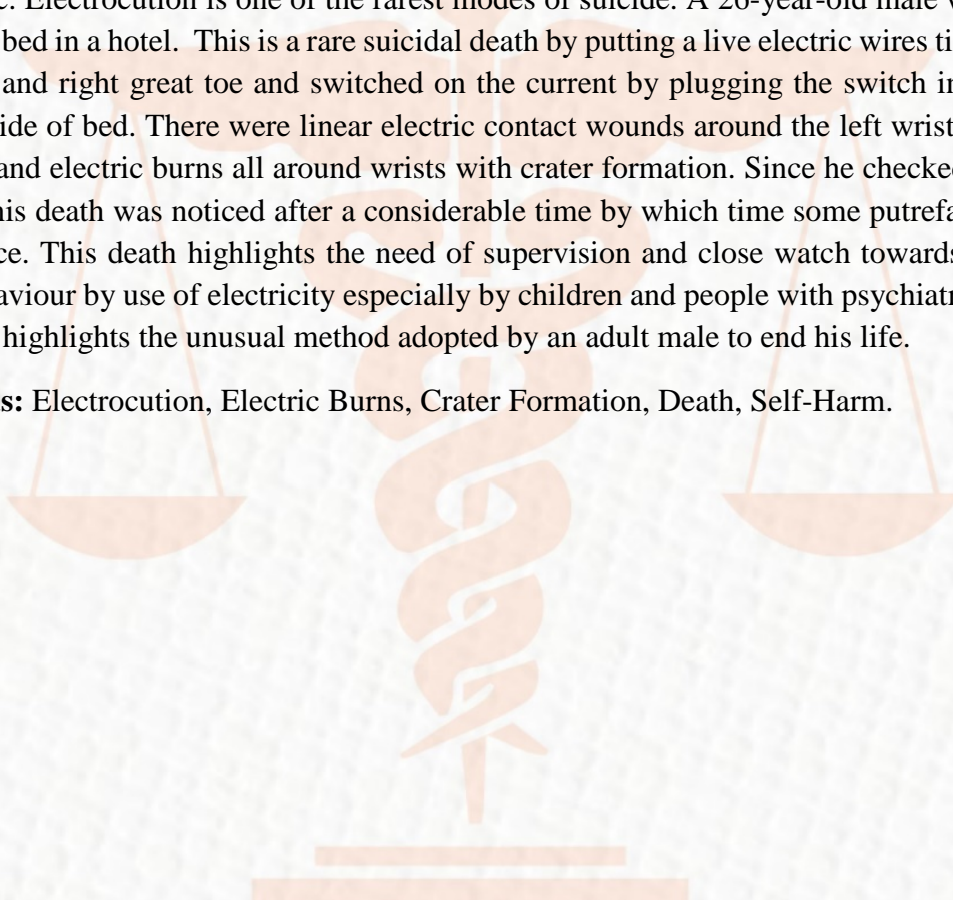 Electrocution is one of the rarest modes of suicide. A 26-year-old male
bed in a hotel. This is a rare suicidal death by putting a live electric wires
and right great toe and switched on the current by plugging the switch
of bed. There were linear electric contact wounds around the left wrist
and electric burns all around wrists with crater formation. Since he
death was noticed after a considerable time by which time some
This death highlights the need of supervision and close watch towards
by use of electricity especially by children and people with
highlights the unusual method adopted by an adult male to end his life.
Electrocution, Electric Burns, Crater Formation, Death, Self-Harm.